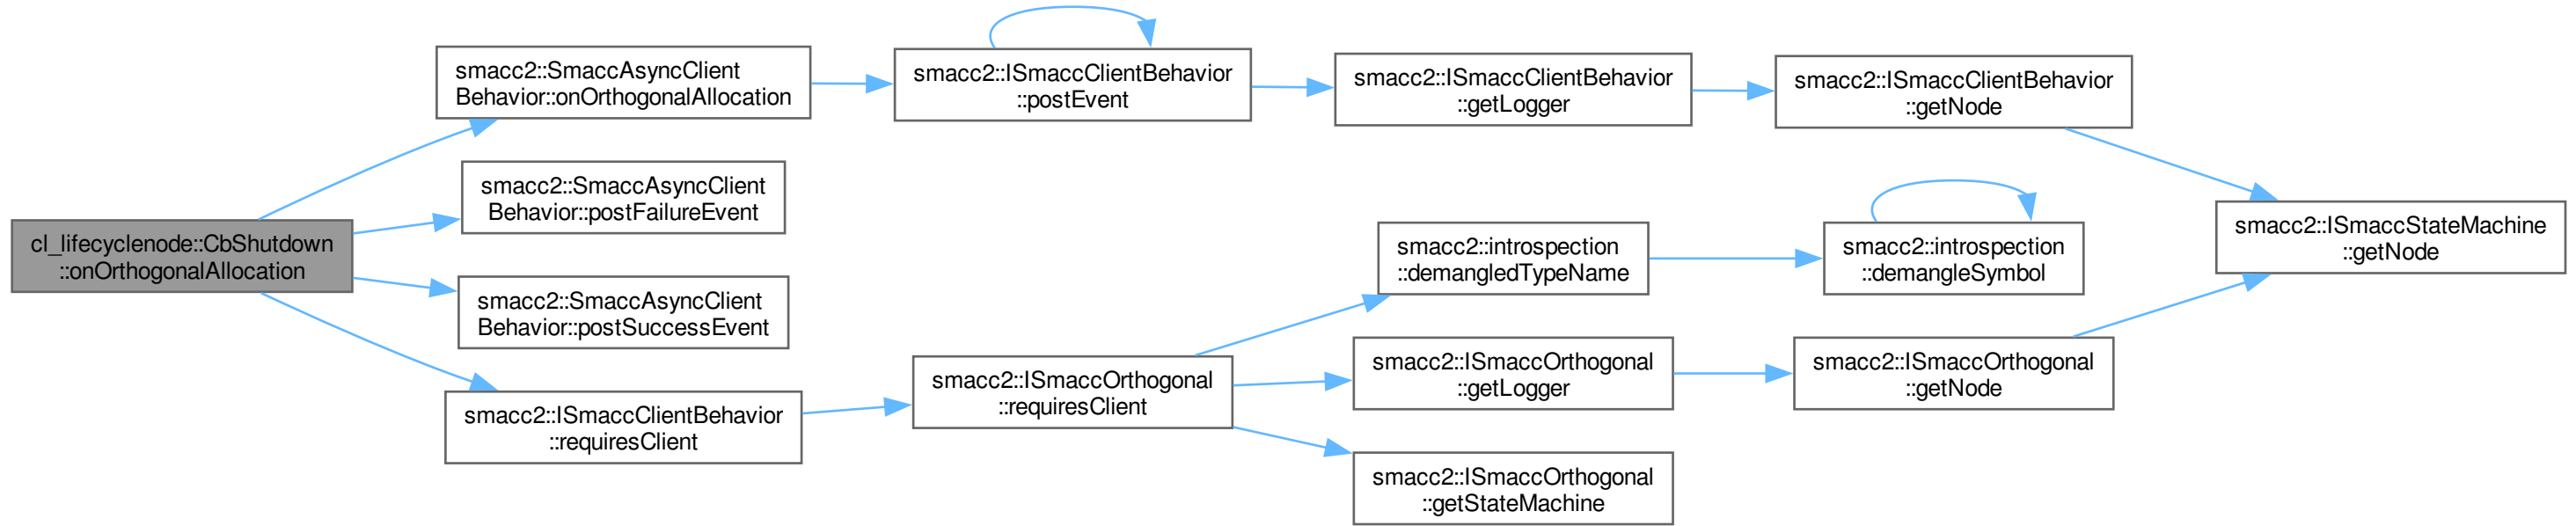 cl_lifecyclenode::CbShutdown
::onOrthogonalAllocation
smacc2::SmaccAsyncClient
Behavior::onOrthogonalAllocation
smacc2::ISmaccClientBehavior
::postEvent
smacc2::ISmaccClientBehavior
::getLogger
smacc2::ISmaccClientBehavior
::getNode
smacc2::ISmaccStateMachine
::getNode
smacc2::SmaccAsyncClient
Behavior::postFailureEvent
smacc2::SmaccAsyncClient
Behavior::postSuccessEvent
smacc2::ISmaccClientBehavior
::requiresClient
smacc2::ISmaccOrthogonal
::requiresClient
smacc2::introspection
::demangledTypeName
smacc2::introspection
::demangleSymbol
smacc2::ISmaccOrthogonal
::getLogger
smacc2::ISmaccOrthogonal
::getNode
smacc2::ISmaccOrthogonal
::getStateMachine